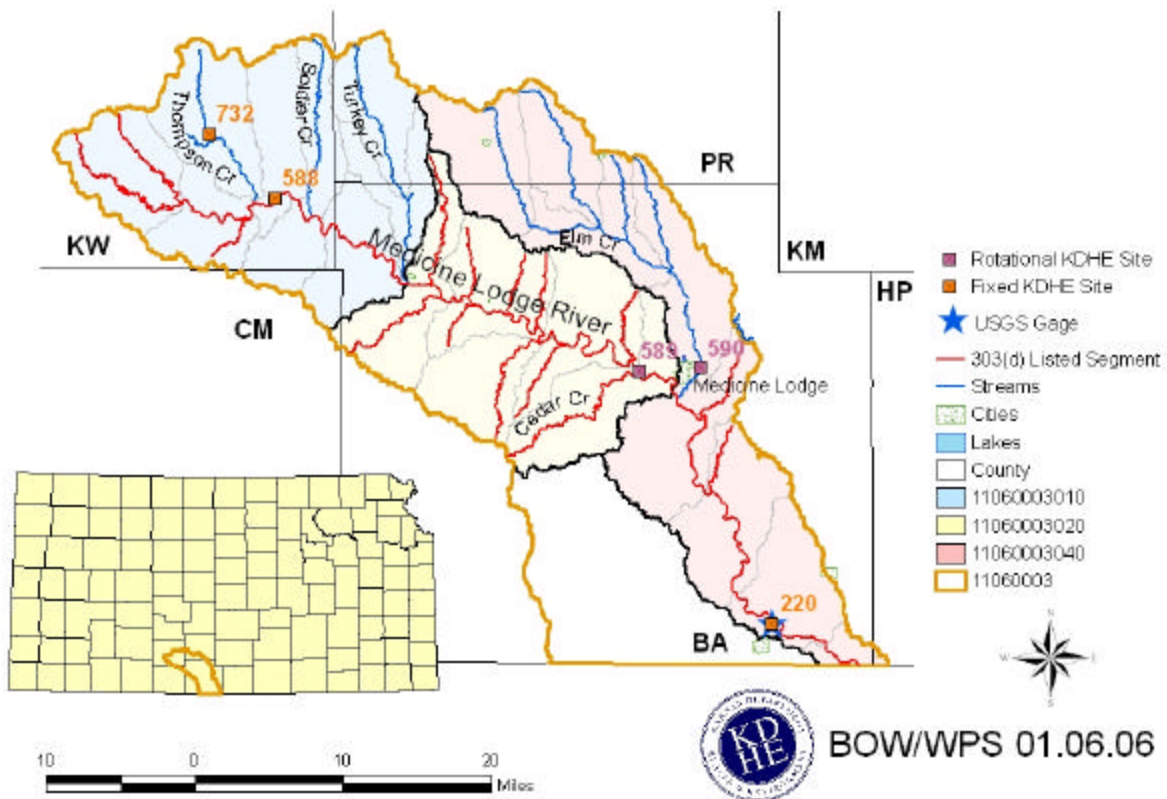 732
Thompson Cr
Soldier Cr
Turkey Cr
588
PR
KW
Elm Cr
Medicine Lodge River
KM
HP
CM
589
590
Medicine Lodge
Cedar Cr
220
BA
Rotational KDHE Site
Fixed KDHE Site
USGS Gage
303(d) Listed Segment
Streams
Cities
Lakes
County
11060003010
11060003020
11060003040
11060003
N
W
E
S
KDHE
BOW/WPS 01.06.06
10
0
10
20
Miles